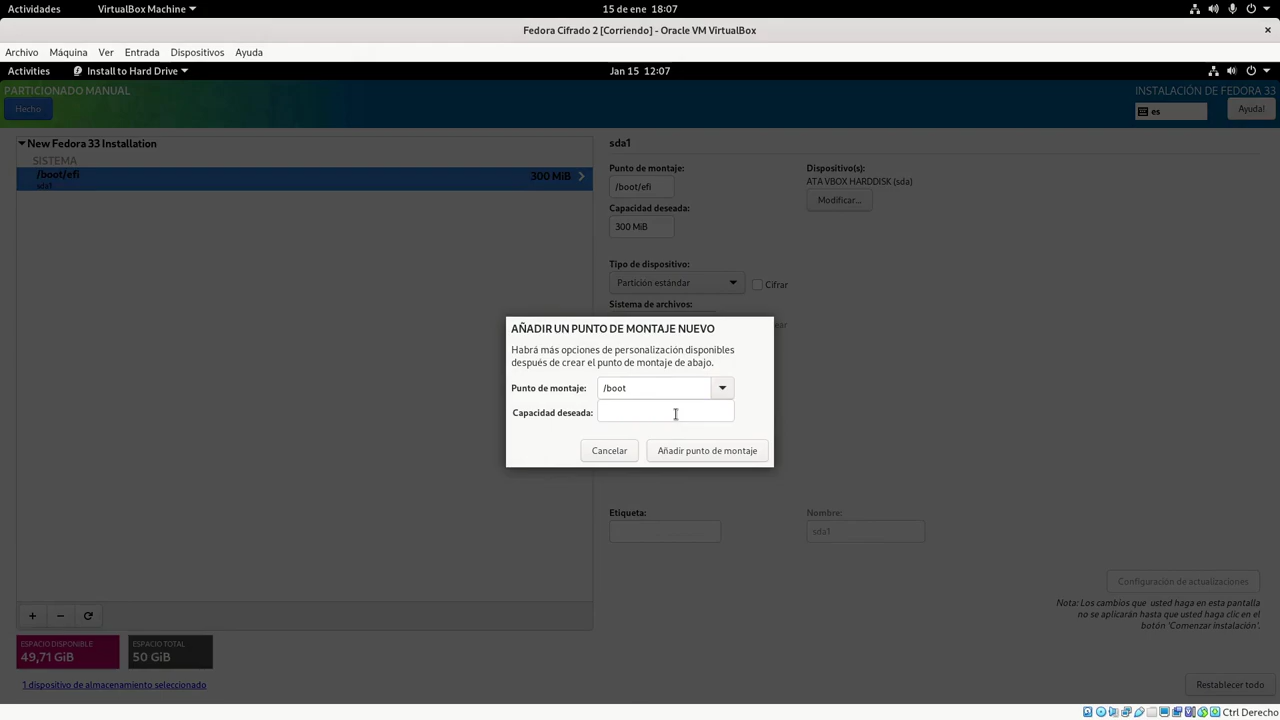 Actividades
VirtualBox Machine
15 de ene  18:07
Fedora Cifrado 2 [Corriendo] - Oracle VM VirtualBox
Archivo Máquina Ver Entrada Dispositivos Ayuda
Activities
Install to Hard Drive
Jan 15  12:07
PARTICIONADO MANUAL
INSTALACIÓN DE FEDORA 33
Hecho
es
Ayuda!
New Fedora 33 Installation
SISTEMA
/boot/efi
300 MiB
sda1
sda1
Punto de montaje:
/boot/efi
Capacidad deseada:
300 MiB
Dispositivo(s):
ATA VBOX HARDDISK (sda)
Modificar...
Tipo de dispositivo:
Partición estándar
Cifrar
Sistema de archivos:
AÑADIR UN PUNTO DE MONTAJE NUEVO
Habrá más opciones de personalización disponibles
después de crear el punto de montaje de abajo.
Punto de montaje:
/boot
Capacidad deseada:
Cancelar
Añadir punto de montaje
Etiqueta:
Nombre:
sda1
Configuración de actualizaciones
Nota: Los cambios que usted haga en esta pantalla
no se aplicarán hasta que usted haga clic en el
botón 'Comenzar instalación'.
+ −
ESPACIO DISPONIBLE
49,71 GiB
ESPACIO TOTAL
50 GiB
1 dispositivo de almacenamiento seleccionado
Restablecer todo
Ctrl Derecho